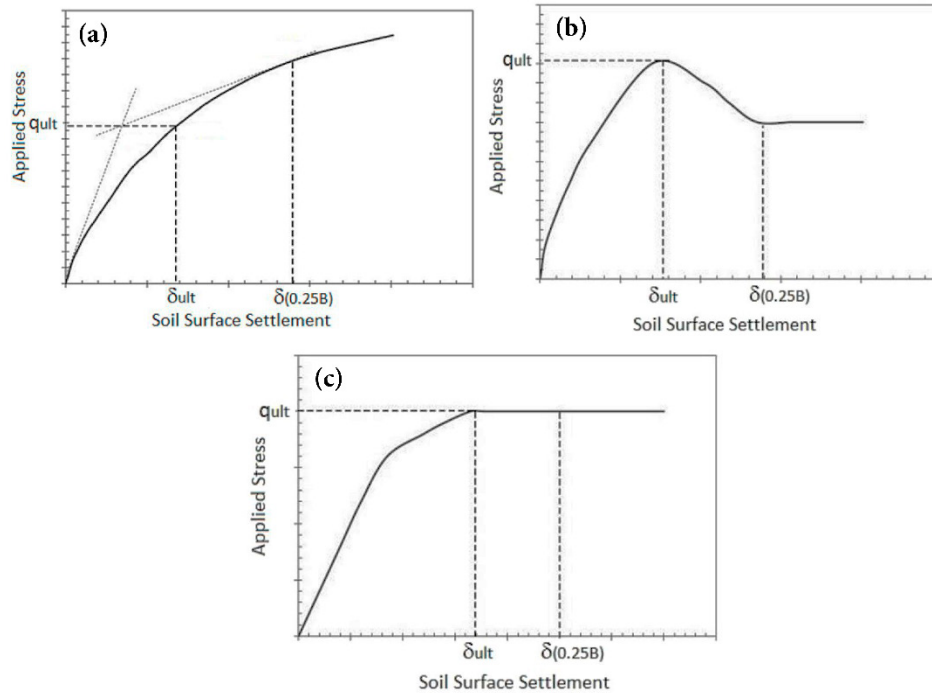 (a)
Applied Stress
qult
δult
δ(0.25B)
Soil Surface Settlement
(b)
Applied Stress
qult
δult
δ(0.25B)
Soil Surface Settlement
(c)
Applied Stress
qult
δult
δ(0.25B)
Soil Surface Settlement